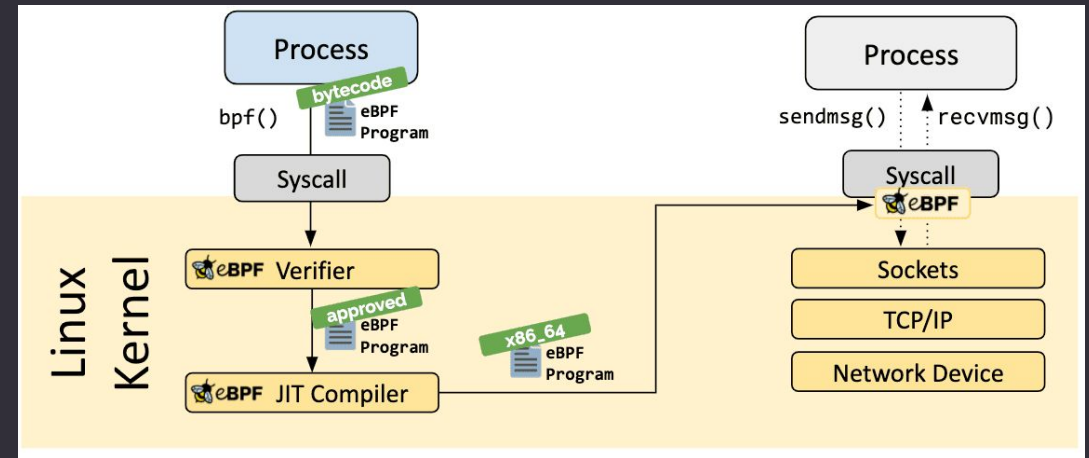 Process
bytecode
bpf()
eBPF
Program
Syscall
Process
sendmsg()
recvmsg()
Syscall
eBPF
Linux
Kernel
eBPF Verifier
approved
eBPF
Program
eBPF JIT Compiler
x86_64
eBPF
Program
Sockets
TCP/IP
Network Device